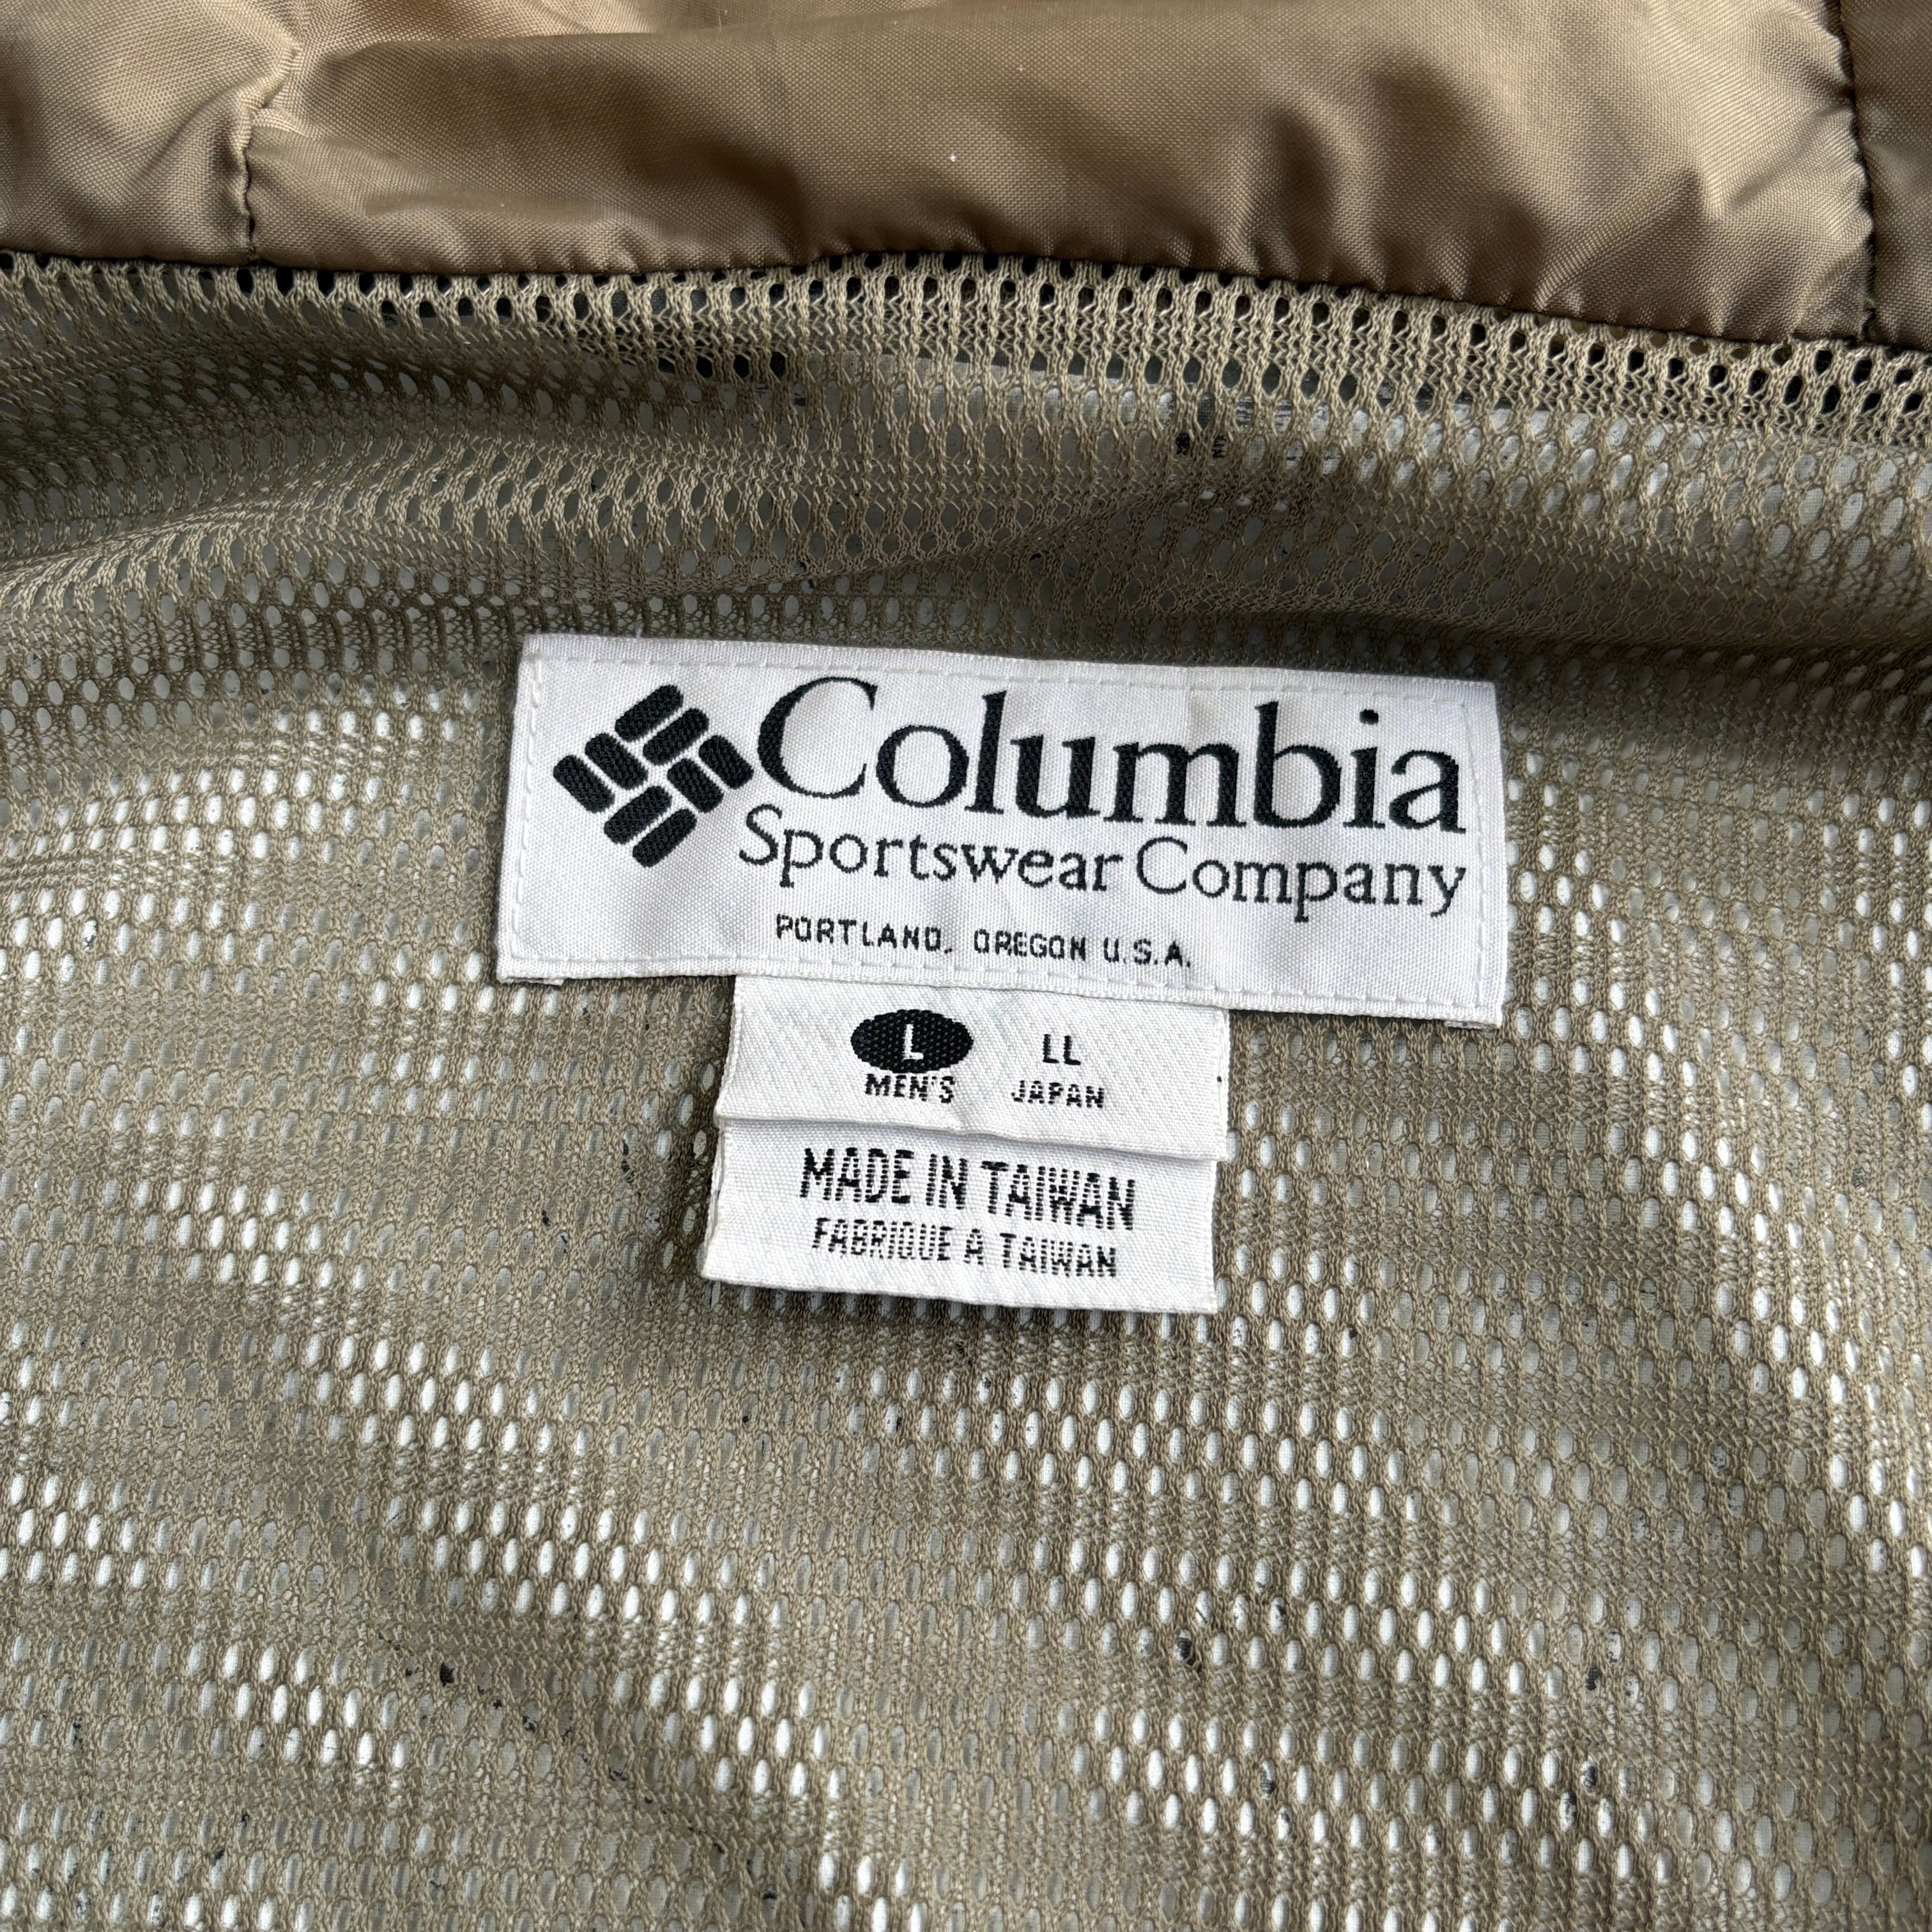 Columbia
Sportswear Company
PORTLAND, OREGON U.S.A.
L LL
MEN'S JAPAN
MADE IN TAIWAN
FABRIQUE A TAIWAN